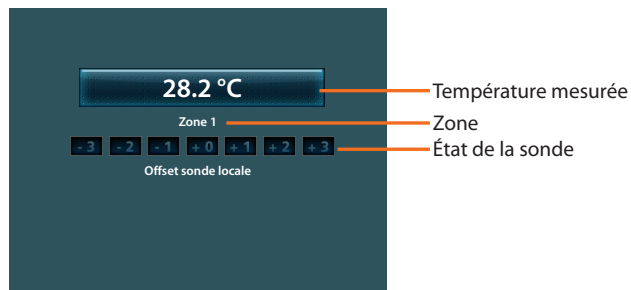 28.2 °C
Température mesurée
Zone 1
Zone
- 3 - 2 - 1 + 0 + 1 + 2 + 3
État de la sonde
Offset sonde locale